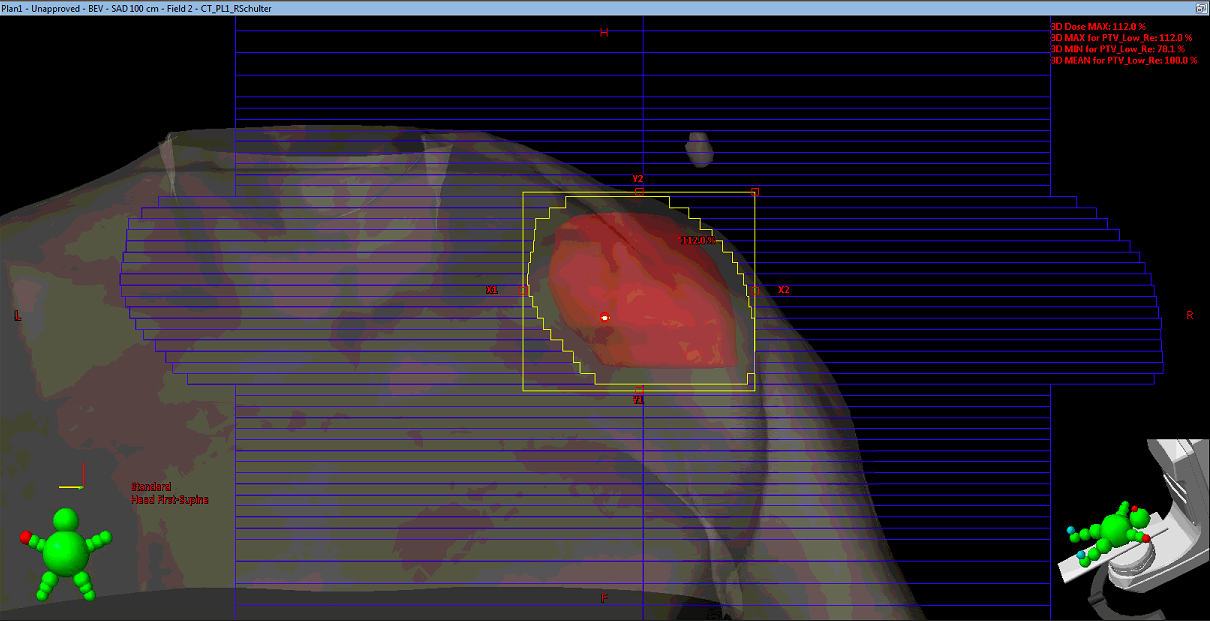 Plan1 - Unapproved - BEV - SAD 100 cm - Field 2 - CT_PL1_RSchulter
H
3D Dose MAX: 112.0 %
3D MAX for PTV_Low_Re: 112.0 %
3D MIN for PTV_Low_Re: 78.1 %
3D MEAN for PTV_Low_Re: 100.0 %
Y2
112.0 %
X1
X2
L
R
Y1
Standard
Head First-Supine
F